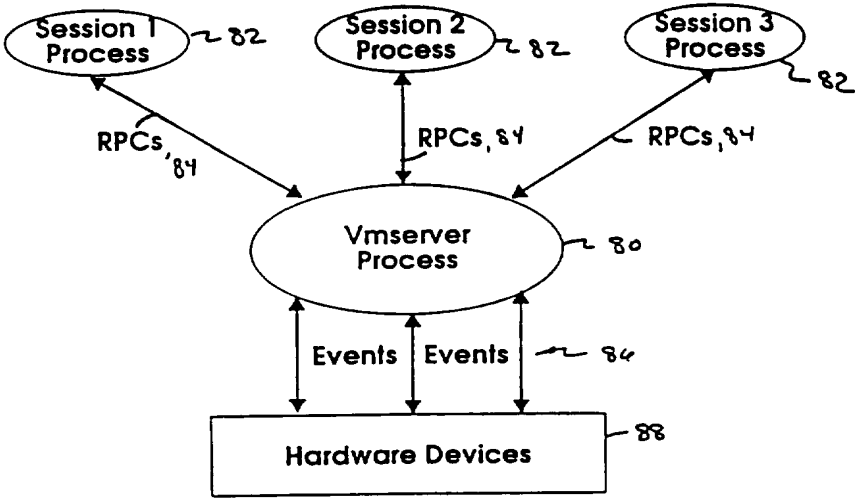 Session 1
Process
82
Session 2
Process
82
Session 3
Process
82
RPCs, 84
RPCs, 84
RPCs, 84
Vmserver
Process
80
Events
Events
86
Hardware Devices
88